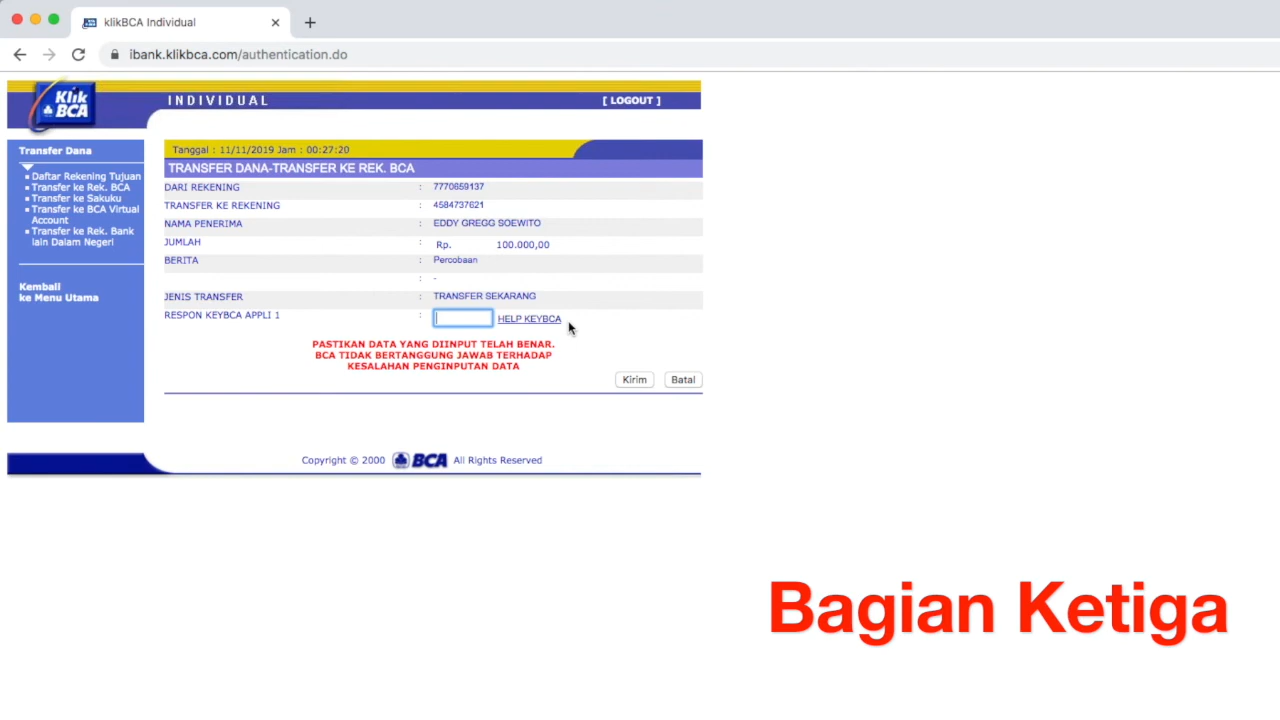 klikBCA Individual
ibank.klikbca.com/authentication.do
Klik
BCA
INDIVIDUAL
[ LOGOUT ]
Transfer Dana
Daftar Rekening Tujuan
Transfer ke Rek. BCA
Transfer ke Sakuku
Transfer ke BCA Virtual
Account
Transfer ke Rek. Bank
lain Dalam Negeri
Kembali
ke Menu Utama
Tanggal : 11/11/2019 Jam : 00:27:20
TRANSFER DANA-TRANSFER KE REK. BCA
DARI REKENING : 7770859137
TRANSFER KE REKENING : 4584737621
NAMA PENERIMA : EDDY GREGG SOEWITO
JUMLAH : Rp. 100.000,00
BERITA : Percobaan
: -
JENIS TRANSFER : TRANSFER SEKARANG
RESPON KEYBCA APPLI 1 : HELP KEYBCA
PASTIKAN DATA YANG DIINPUT TELAH BENAR.
BCA TIDAK BERTANGGUNG JAWAB TERHADAP
KESALAHAN PENGINPUTAN DATA
Kirim Batal
Copyright © 2000 BCA All Rights Reserved
Bagian Ketiga